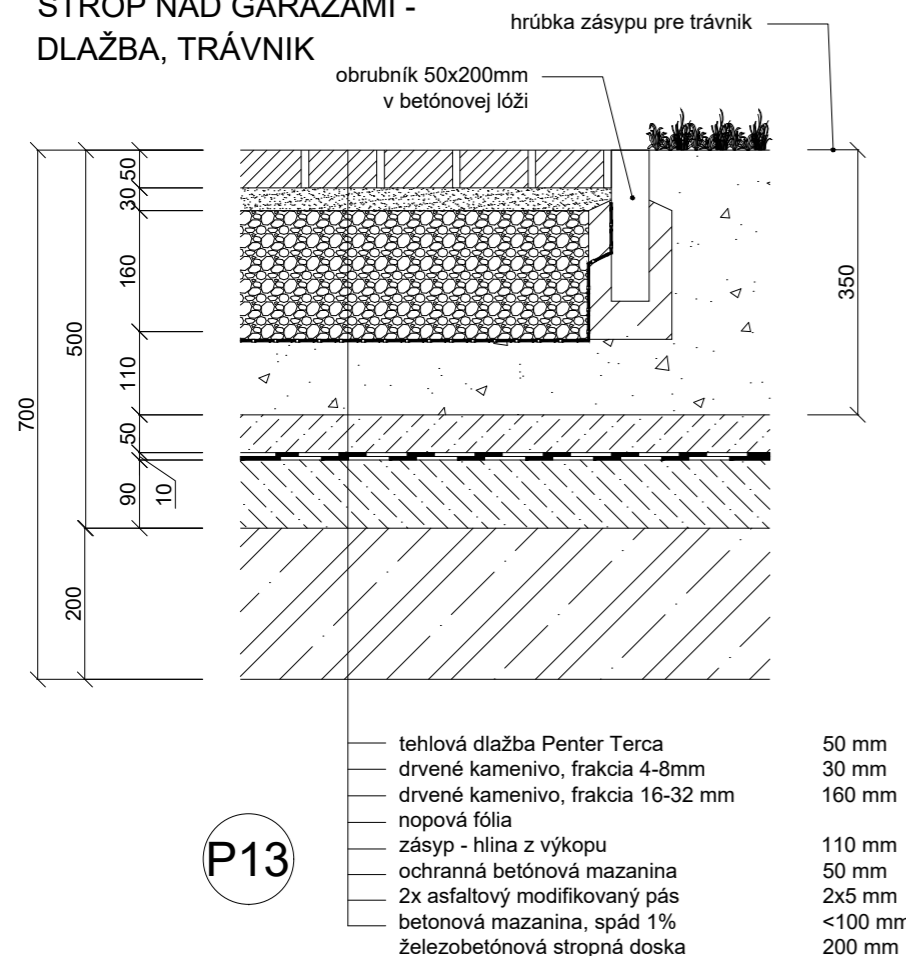 STROP NAD GARÁŽAMI -
DLAŽBA, TRÁVNIK
hrúbka zásypu pre trávnik
obrubník 50x200mm
v betónovej lóži
50
30
160
500
110
700
50
10
90
200
350
P13
tehlová dlažba Penter Terca 50 mm
drvené kamenivo, frakcia 4-8mm 30 mm
drvené kamenivo, frakcia 16-32 mm 160 mm
nopová fólia
zásyp - hlina z výkopu 110 mm
ochranná betónová mazanina 50 mm
2x asfaltový modifikovaný pás 2x5 mm
betonová mazanina, spád 1% <100 mm
železobetónová stropná doska 200 mm